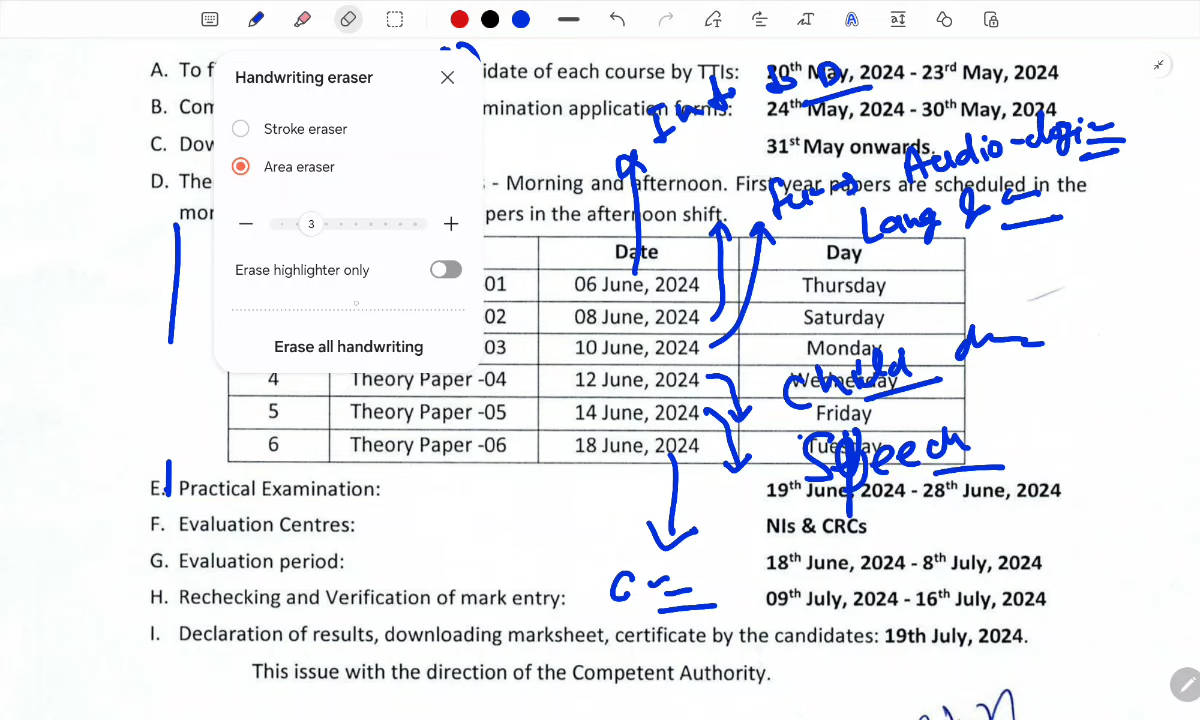 A. To f
idate of each course by TTIs: 20th May, 2024 - 23rd May, 2024
Handwriting eraser
B. Com
mination application forms: 24th May, 2024 - 30th May, 2024
Stroke eraser
C. Dow
31st May onwards.
Area eraser
D. The
- Morning and afternoon. First year papers are scheduled in the
mor
pers in the afternoon shift.
3
Erase highlighter only
Erase all handwriting
Date Day
01 06 June, 2024 Thursday
02 08 June, 2024 Saturday
03 10 June, 2024 Monday
4 Theory Paper -04 12 June, 2024 Wednesday
5 Theory Paper -05 14 June, 2024 Friday
6 Theory Paper -06 18 June, 2024 Tuesday
Lang &
Child
Speech
E. Practical Examination: 19th June, 2024 - 28th June, 2024
F. Evaluation Centres: NIs & CRCs
G. Evaluation period: 18th June, 2024 - 8th July, 2024
H. Rechecking and Verification of mark entry: 09th July, 2024 - 16th July, 2024
I. Declaration of results, downloading marksheet, certificate by the candidates: 19th July, 2024.
This issue with the direction of the Competent Authority.